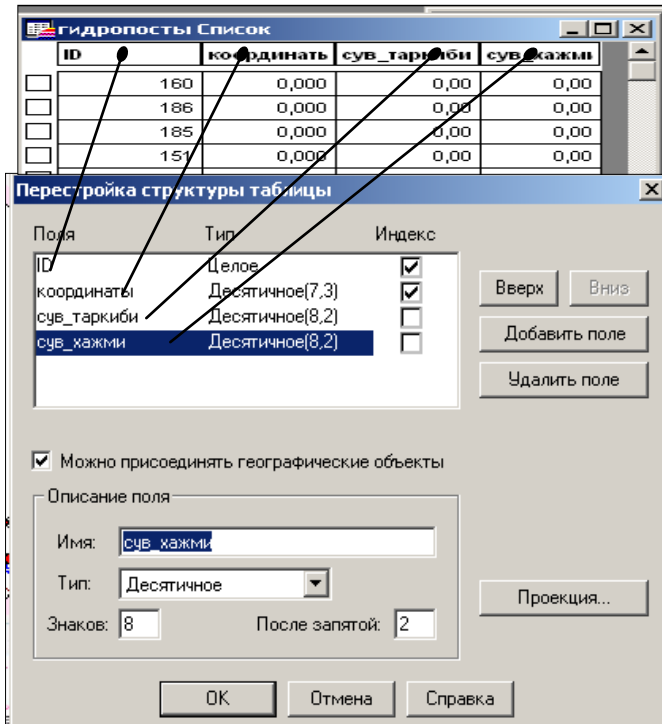 гидропосты Список
ID координать сув_таркиби сув_хажмı
160 0,000 0,00 0,00
186 0,000 0,00 0,00
185 0,000 0,00 0,00
151 0,000 0,00 0,00
Перестройка структуры таблицы
Поля Тип Индекс
ID Целое
координаты Десятичное(7,3)
сув_таркиби Десятичное(8,2)
сув_хажми Десятичное(8,2)
Вверх Вниз
Добавить поле
Удалить поле
Можно присоединять географические объекты
Описание поля
Имя: сув_хажми
Тип: Десятичное
Знаков: 8 После запятой: 2
Проекция...
OK Отмена Справка